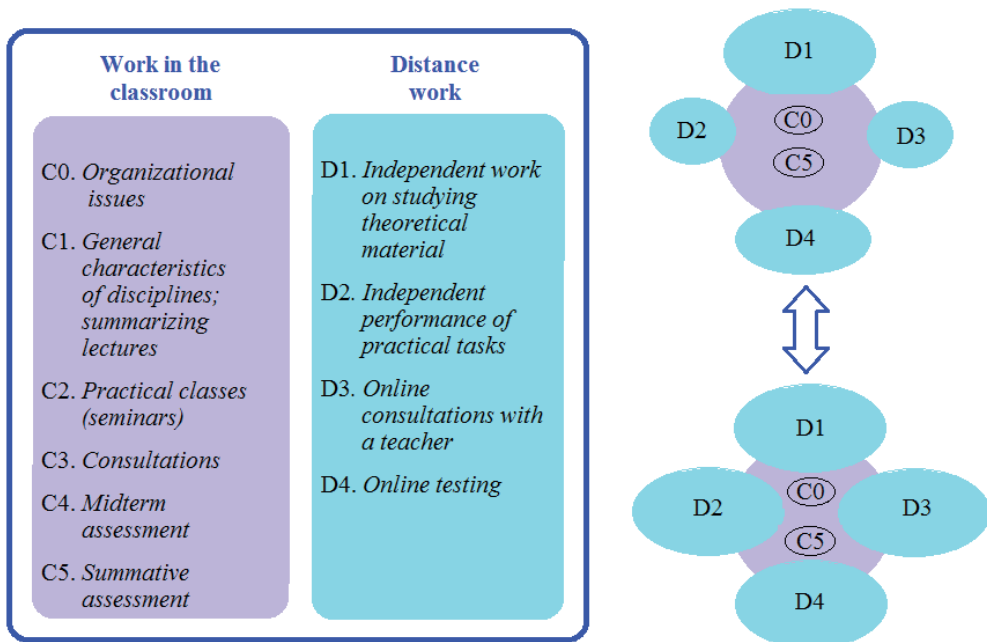 Work in the
classroom
C0. Organizational
issues
C1. General
characteristics
of disciplines;
summarizing
lectures
C2. Practical classes
(seminars)
C3. Consultations
C4. Midterm
assessment
C5. Summative
assessment
Distance
work
D1. Independent work
on studying
theoretical
material
D2. Independent
performance of
practical tasks
D3. Online
consultations with
a teacher
D4. Online testing
D1
C0
D2
D3
C5
D4
D1
C0
D2
D3
C5
D4